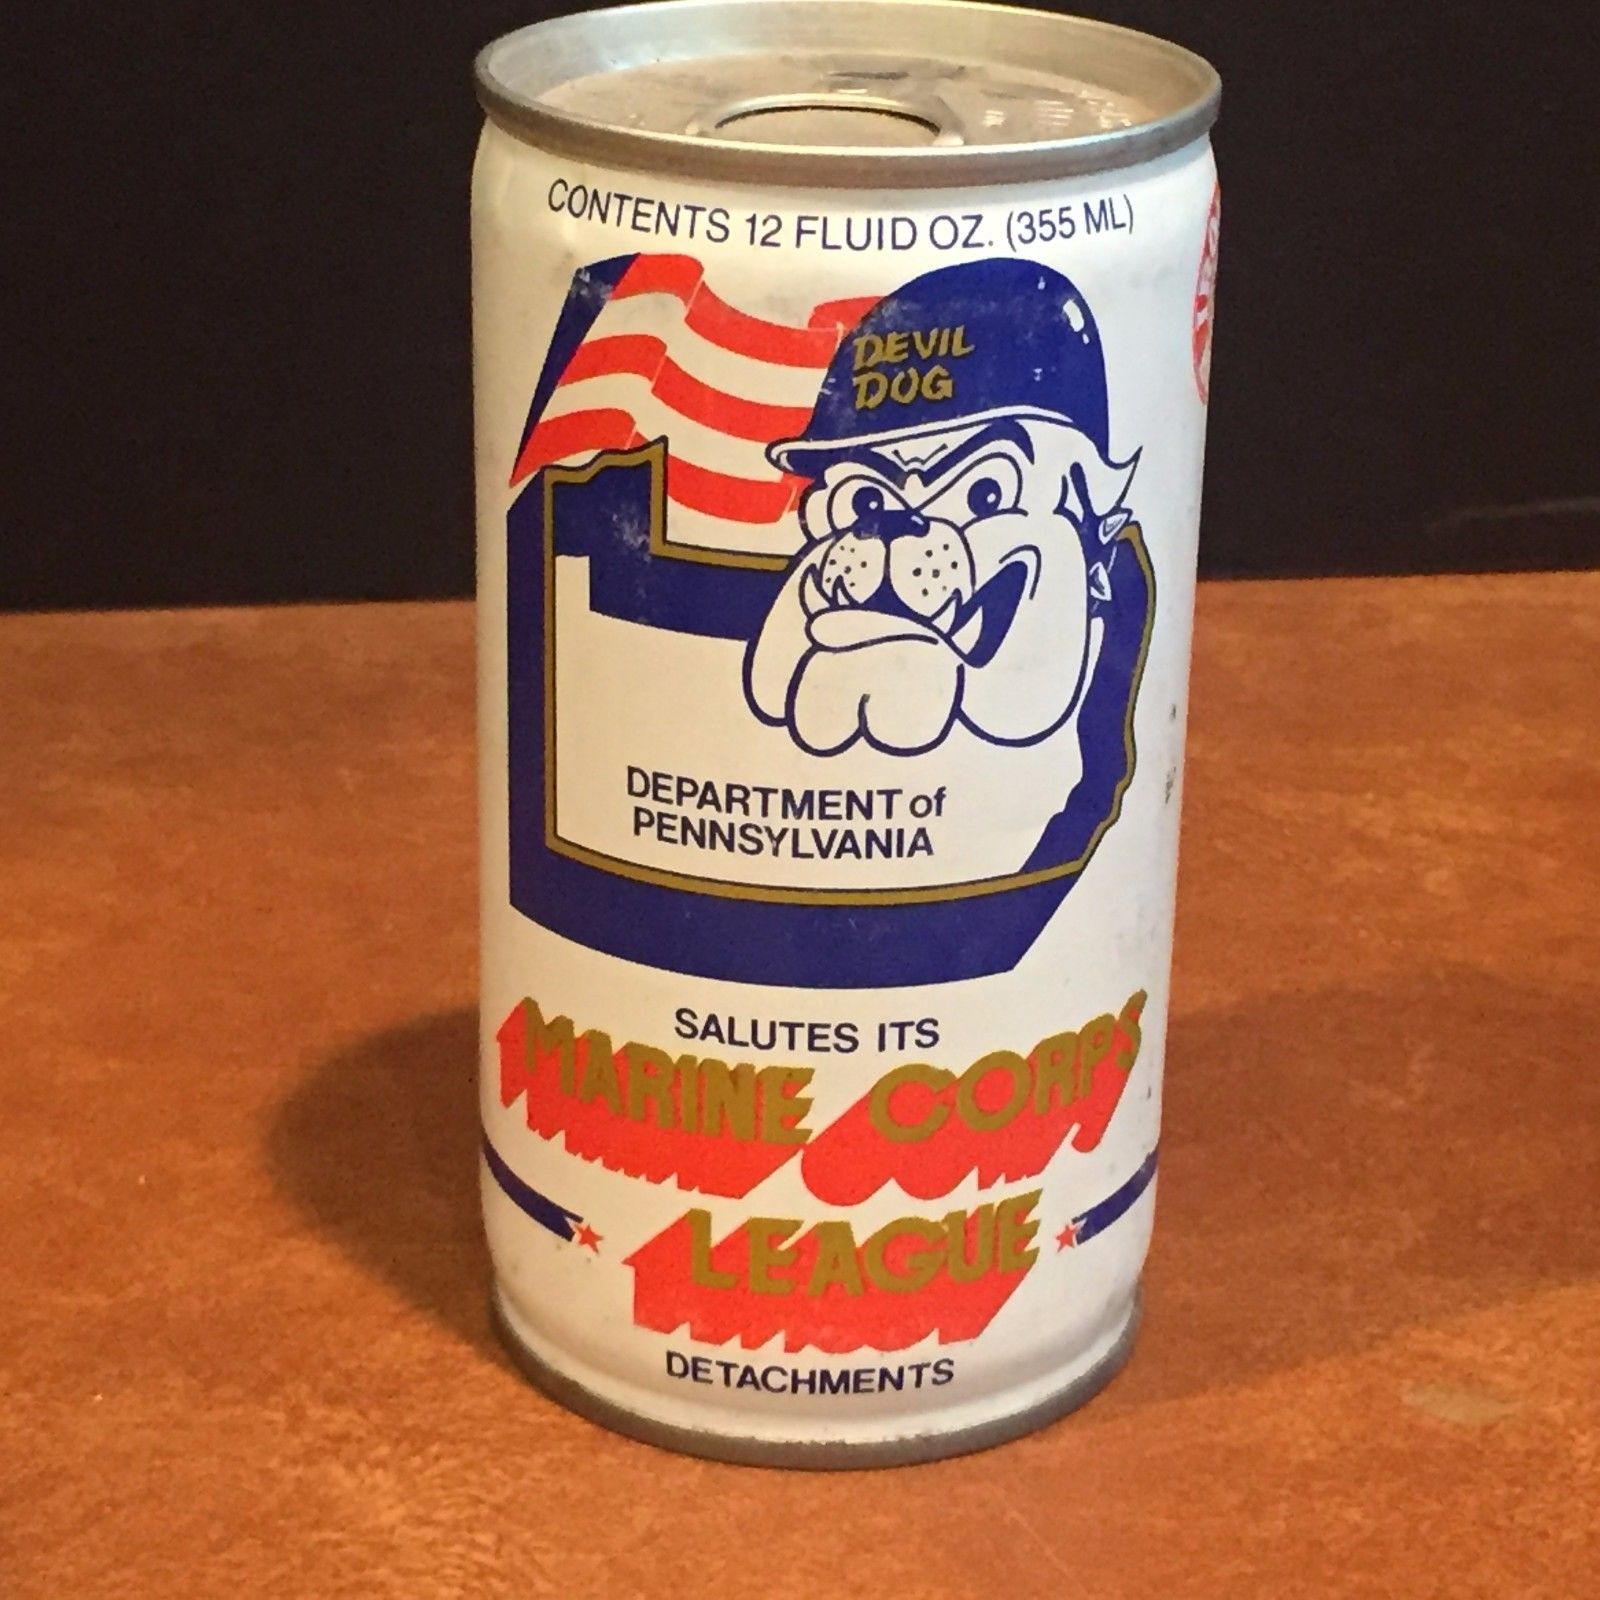 CONTENTS 12 FLUID OZ. (355 ML)
DEVIL
DOG
DEPARTMENT of
PENNSYLVANIA
SALUTES ITS
MARINE CORPS
LEAGUE
DETACHMENTS